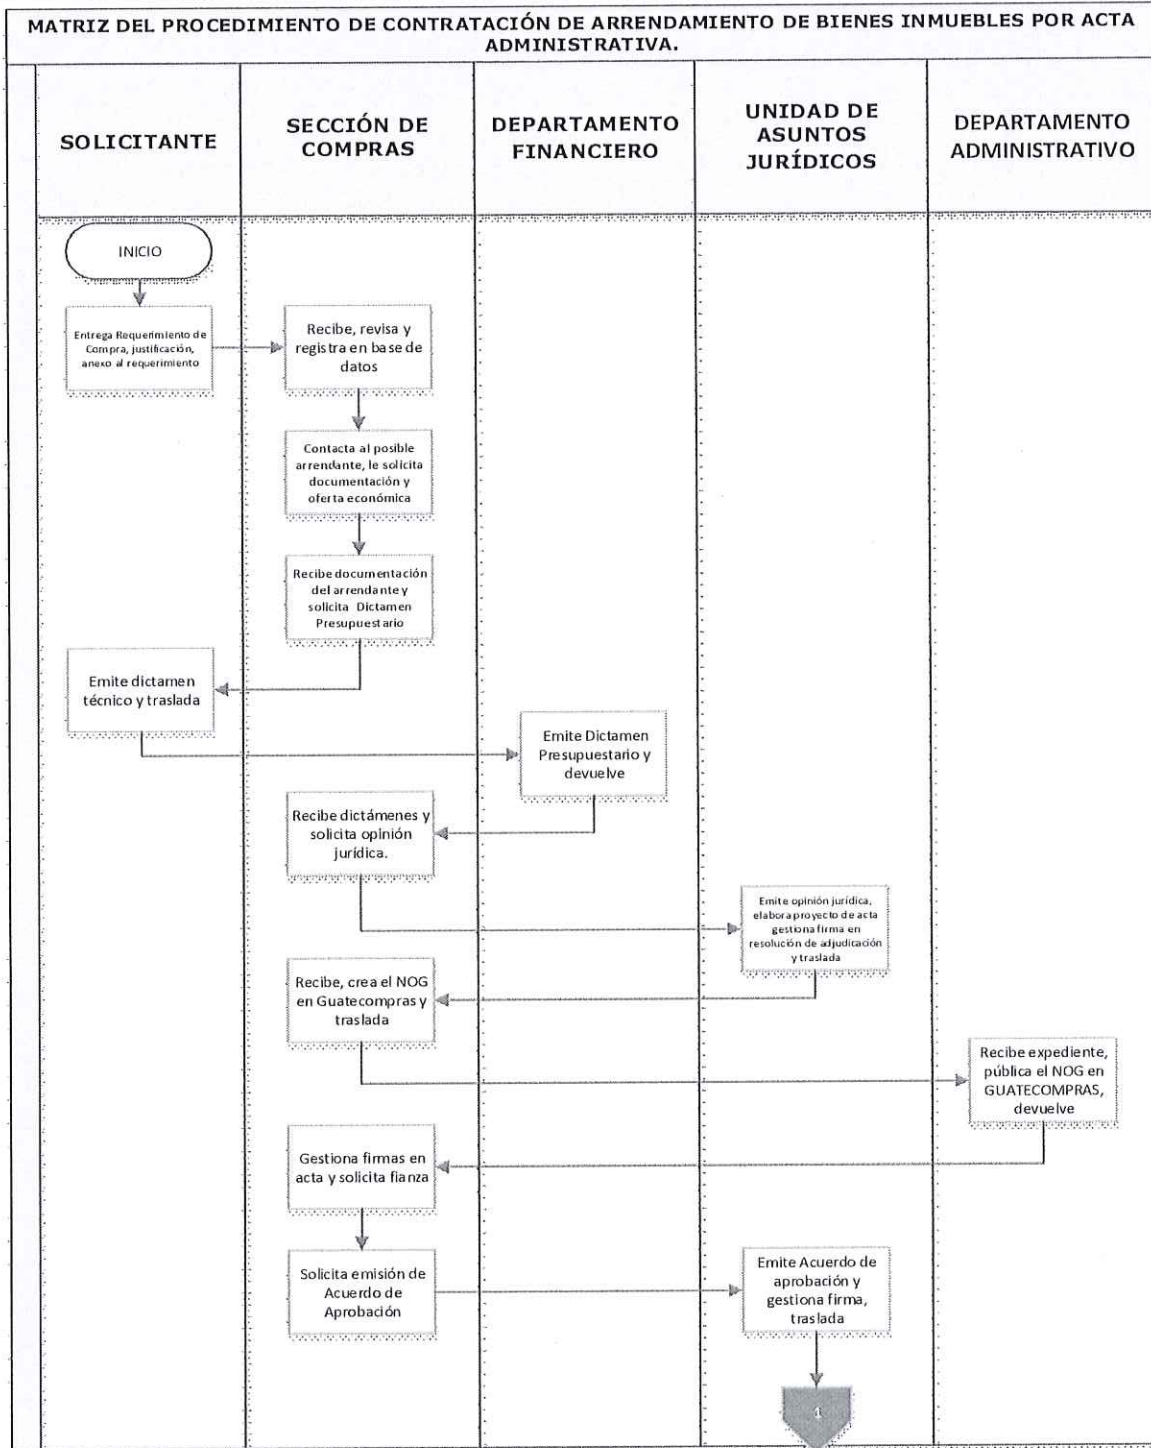 MATRIZ DEL PROCEDIMIENTO DE CONTRATACIÓN DE ARRENDAMIENTO DE BIENES INMUEBLES POR ACTA
ADMINISTRATIVA.
SOLICITANTE
SECCIÓN DE
COMPRAS
DEPARTAMENTO
FINANCIERO
UNIDAD DE
ASUNTOS
JURÍDICOS
DEPARTAMENTO
ADMINISTRATIVO
INICIO
Entrega Requerimiento de
Compra, justificación,
anexo al requerimiento
Recibe, revisa y
registra en base de
datos
Contacta al posible
arrendante, le solicita
documentación y
oferta económica
Recibe documentación
del arrendante y
solicita Dictamen
Presupuestario
Emite dictamen
técnico y traslada
Emite Dictamen
Presupuestario y
devuelve
Recibe dictámenes y
solicita opinión
jurídica.
Emite opinión jurídica,
elabora proyecto de acta
gestiona firma en
resolución de adjudicación
y traslada
Recibe, crea el NOG
en Guatecompras y
traslada
Recibe expediente,
pública el NOG en
GUATECOMPRAS,
devuelve
Gestiona firmas en
acta y solicita fianza
Solicita emisión de
Acuerdo de
Aprobación
Emite Acuerdo de
aprobación y
gestiona firma,
traslada
1